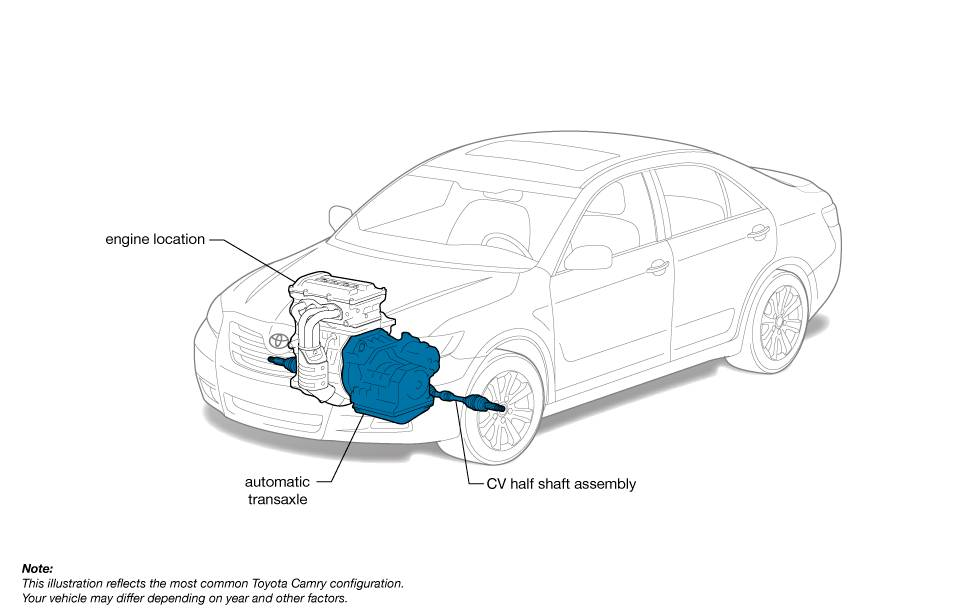 engine location
automatic
transaxle
CV half shaft assembly
Note:
This illustration reflects the most common Toyota Camry configuration.
Your vehicle may differ depending on year and other factors.